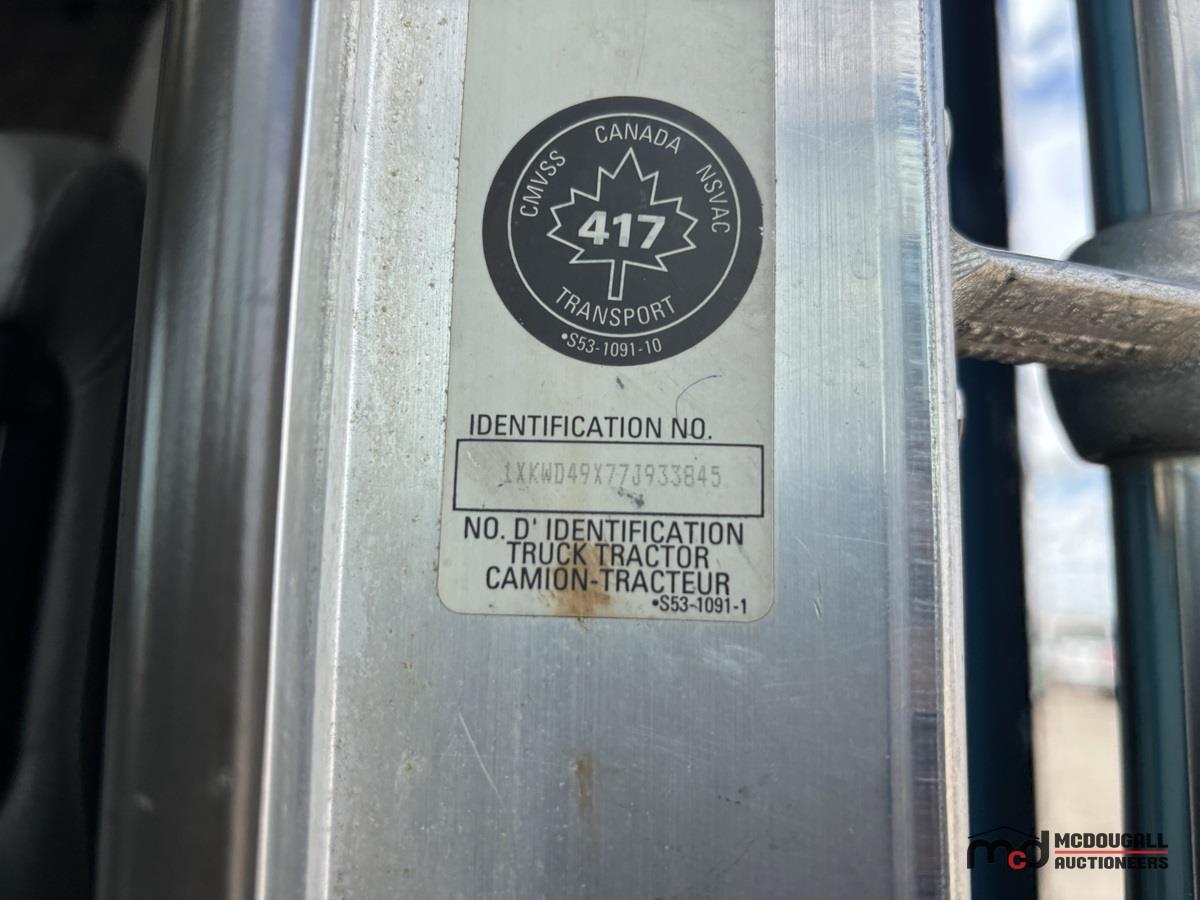 CMVSS CANADA NSVAC
417
TRANSPORT
•S53-1091-10
IDENTIFICATION NO.
1XKWD49X77J933845
NO. D' IDENTIFICATION
TRUCK TRACTOR
CAMION-TRACTEUR
•S53-1091-1
mcd MCDOUGALL
AUCTIONEERS